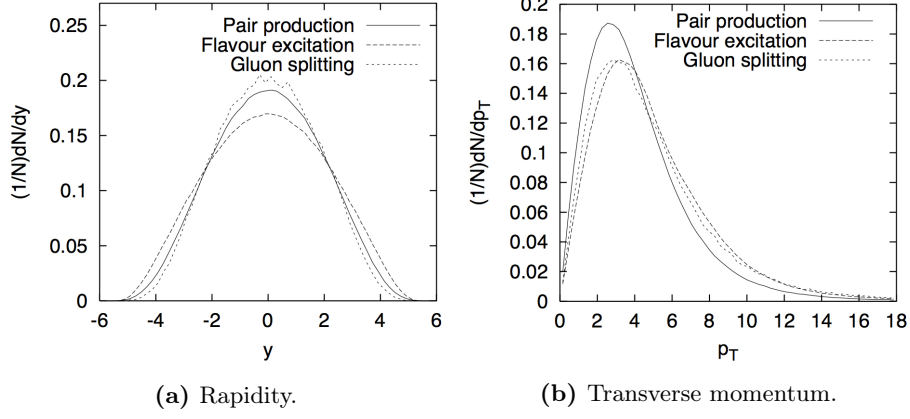 0.25
0.2
0.15
0.1
0.05
0
(1/N)dN/dy
Pair production
Flavour excitation
Gluon splitting
-6 -4 -2 0 2 4 6
y
(a) Rapidity.
0.2
0.18
0.16
0.14
0.12
0.1
0.08
0.06
0.04
0.02
0
(1/N)dN/dp_T
Pair production
Flavour excitation
Gluon splitting
0 2 4 6 8 10 12 14 16 18
p_T
(b) Transverse momentum.